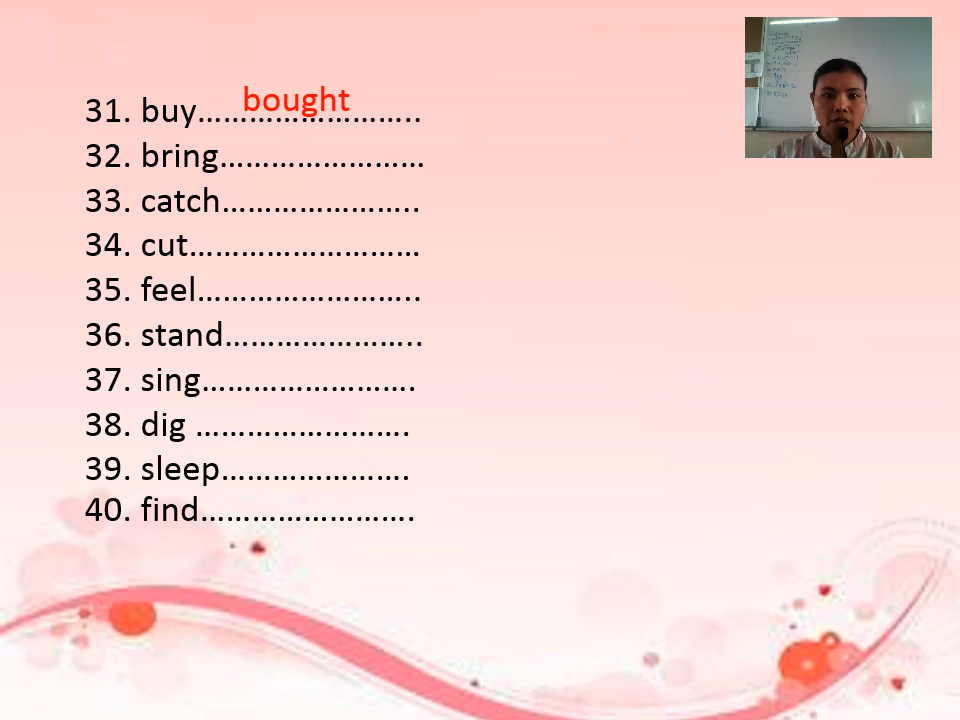 31. buy……………………..
bought
32. bring……………………
33. catch…………………..
34. cut………………………
35. feel……………………..
36. stand…………………..
37. sing…………………….
38. dig …………………….
39. sleep………………….
40. find…………………….